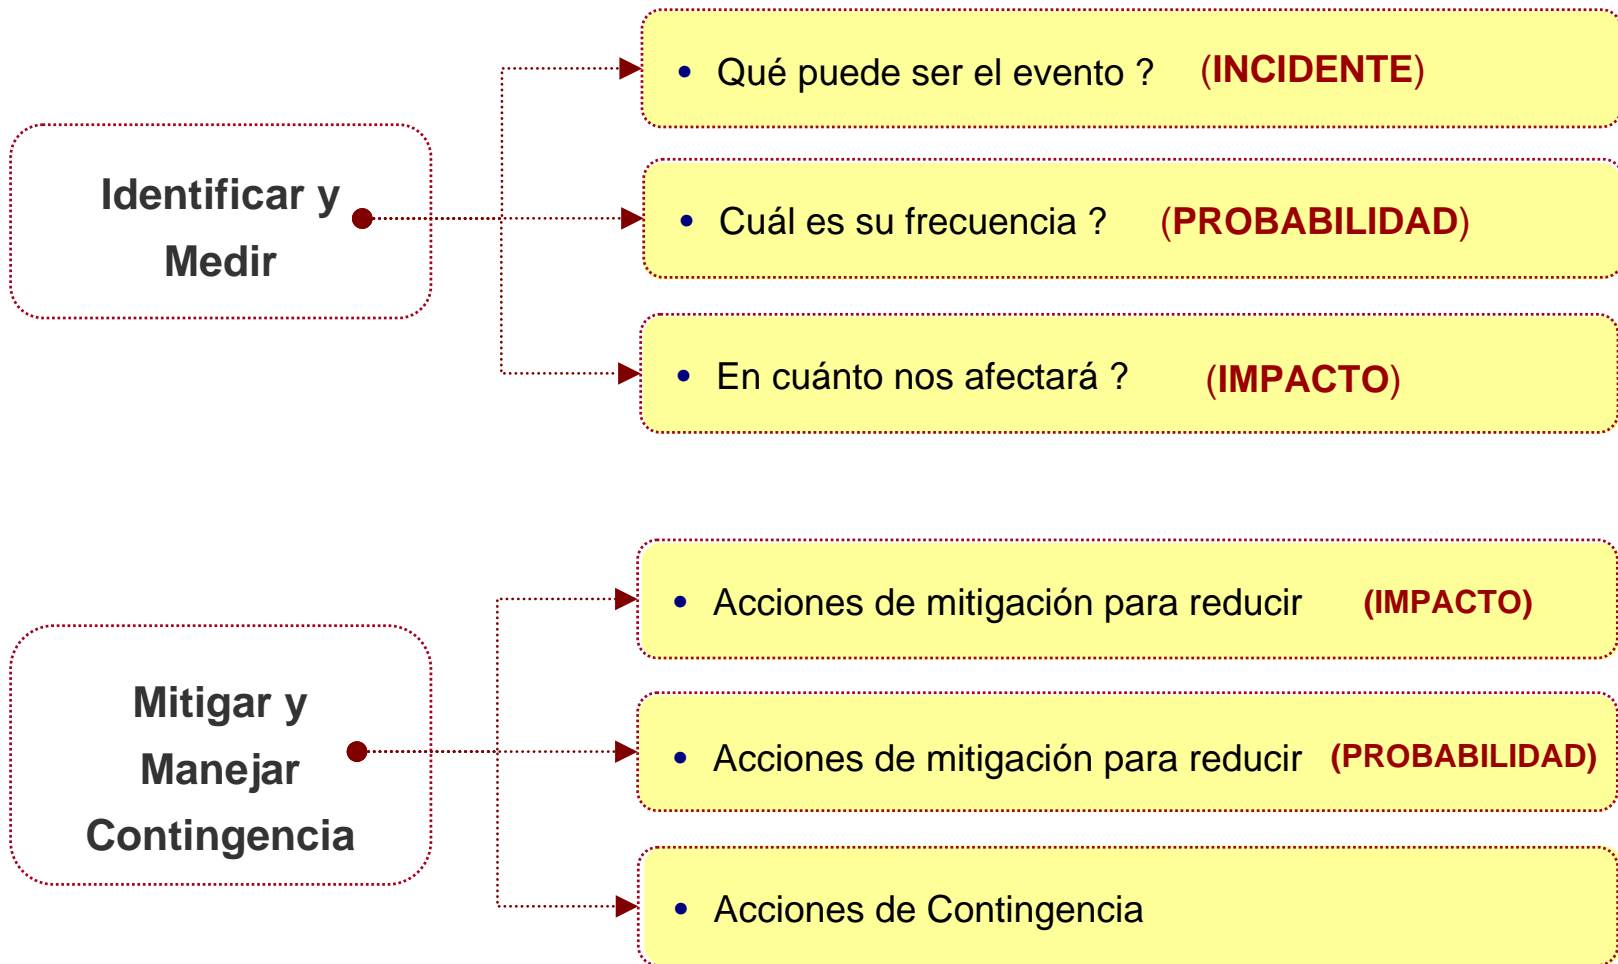 Identificar y
Medir
• Qué puede ser el evento ? (INCIDENTE)
• Cuál es su frecuencia ? (PROBABILIDAD)
• En cuánto nos afectará ? (IMPACTO)
Mitigar y
Manejar
Contingencia
• Acciones de mitigación para reducir (IMPACTO)
• Acciones de mitigación para reducir (PROBABILIDAD)
• Acciones de Contingencia